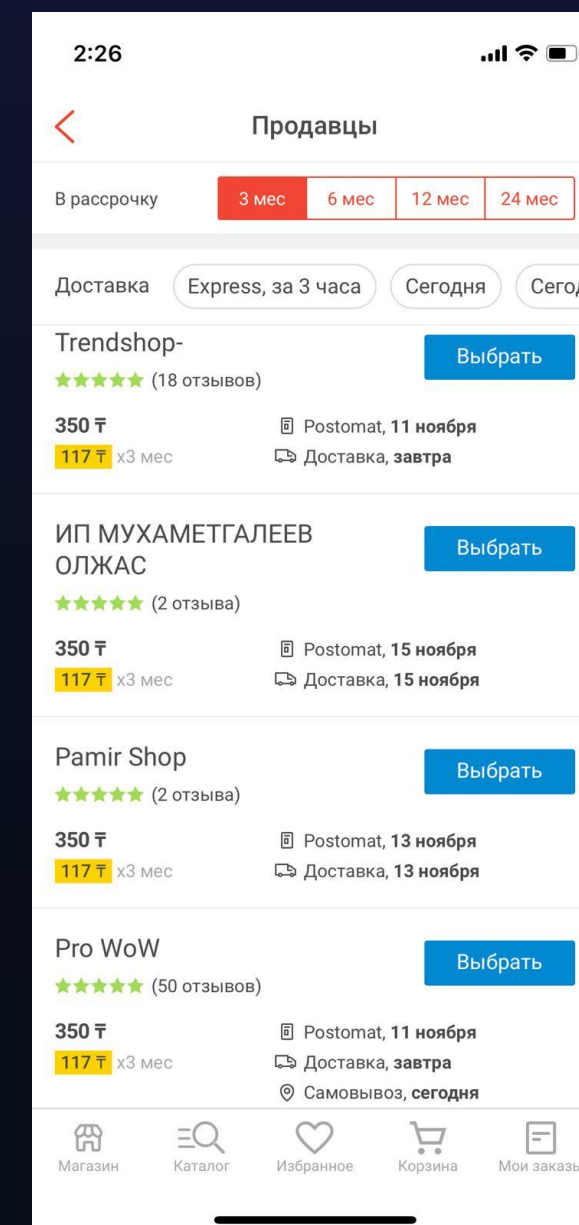 2:26
Продавцы
В рассрочку 3 мес 6 мес 12 мес 24 мес
Доставка Express, за 3 часа Сегодня
Trendshop-
Выбрать
(18 отзывов)
350 ₸ Postomat, 11 ноября
117 ₸ x3 мес Доставка, завтра
ИП МУХАМЕТГАЛЕЕВ
ОЛЖАС
Выбрать
(2 отзыва)
350 ₸ Postomat, 15 ноября
117 ₸ x3 мес Доставка, 15 ноября
Pamir Shop
Выбрать
(2 отзыва)
350 ₸ Postomat, 13 ноября
117 ₸ x3 мес Доставка, 13 ноября
Pro WoW
Выбрать
(50 отзывов)
350 ₸ Postomat, 11 ноября
117 ₸ x3 мес Доставка, завтра
Самовывоз, сегодня
Магазин Каталог Избранное Корзина Мои заказы